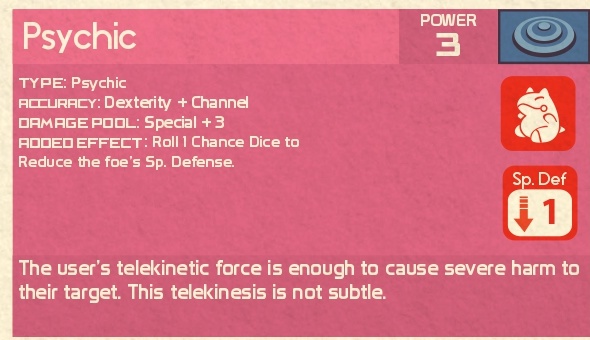 Psychic
POWER
3
TYPE: Psychic
ACCURACY: Dexterity + Channel
DAMAGE POOL: Special + 3
ADDED EFFECT: Roll 1 Chance Dice to
Reduce the foe's Sp. Defense.
Sp. Def
1
The user's telekinetic force is enough to cause severe harm to
their target. This telekinesis is not subtle.